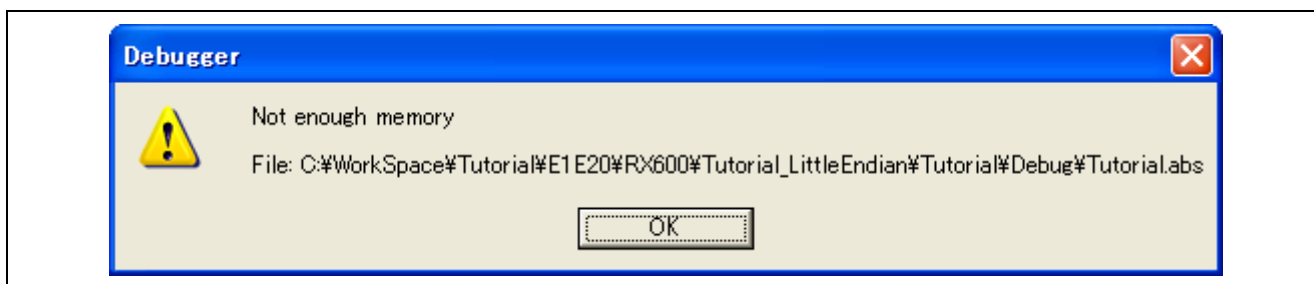 Debugger
Not enough memory
File: C:¥WorkSpace¥Tutorial¥E1E20¥RX600¥Tutorial_LittleEndian¥Tutorial¥Debug¥Tutorial.abs
OK